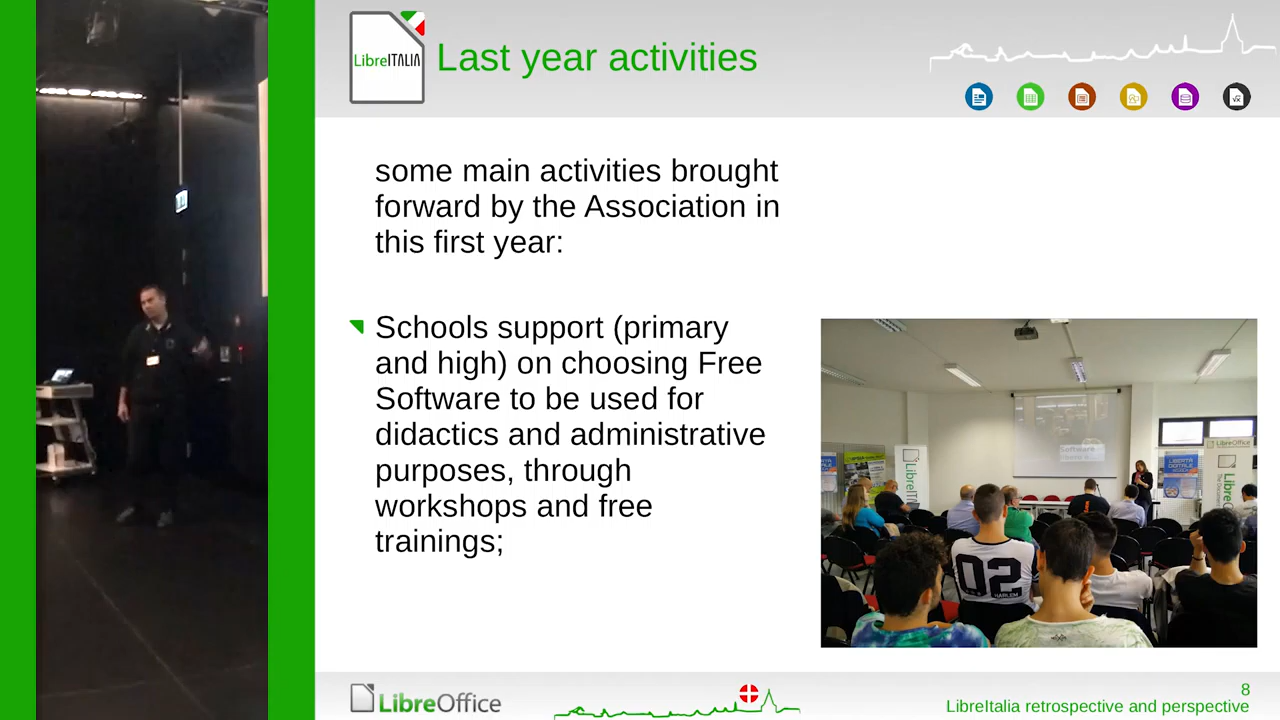 LibreITALIA
Last year activities
some main activities brought
forward by the Association in
this first year:
Schools support (primary
and high) on choosing Free
Software to be used for
didactics and administrative
purposes, through
workshops and free
trainings;
LibreOffice
02
HARLEM
LibreOffice
8
LibreItalia retrospective and perspective